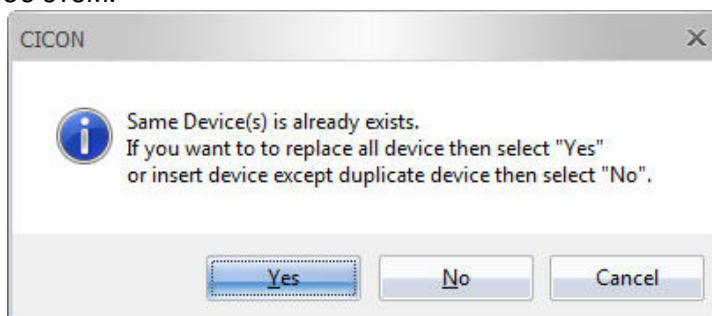 CICON
Same Device(s) is already exists.
If you want to to replace all device then select "Yes"
or insert device except duplicate device then select "No".
Yes
No
Cancel